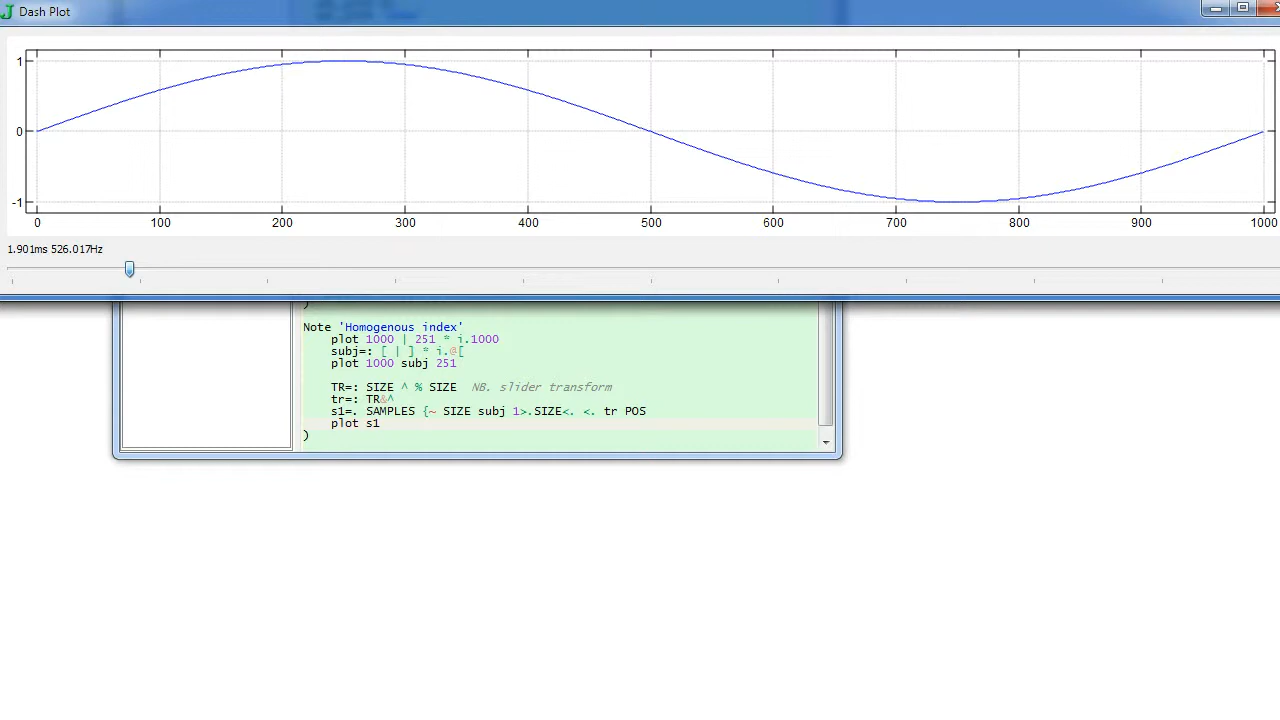 Dash Plot
1
0
-1
0 100 200 300 400 500 600 700 800 900 1000
1.901ms 526.017Hz
)
Note 'Homogenous index'
plot 1000 | 251 * i.1000
subj=: [ | ] * i.@[
plot 1000 subj 251
TR=: SIZE ^ % SIZE  NB. slider transform
tr=: TR&^
s1=. SAMPLES {~ SIZE subj 1>.SIZE<. <. tr POS
plot s1
)